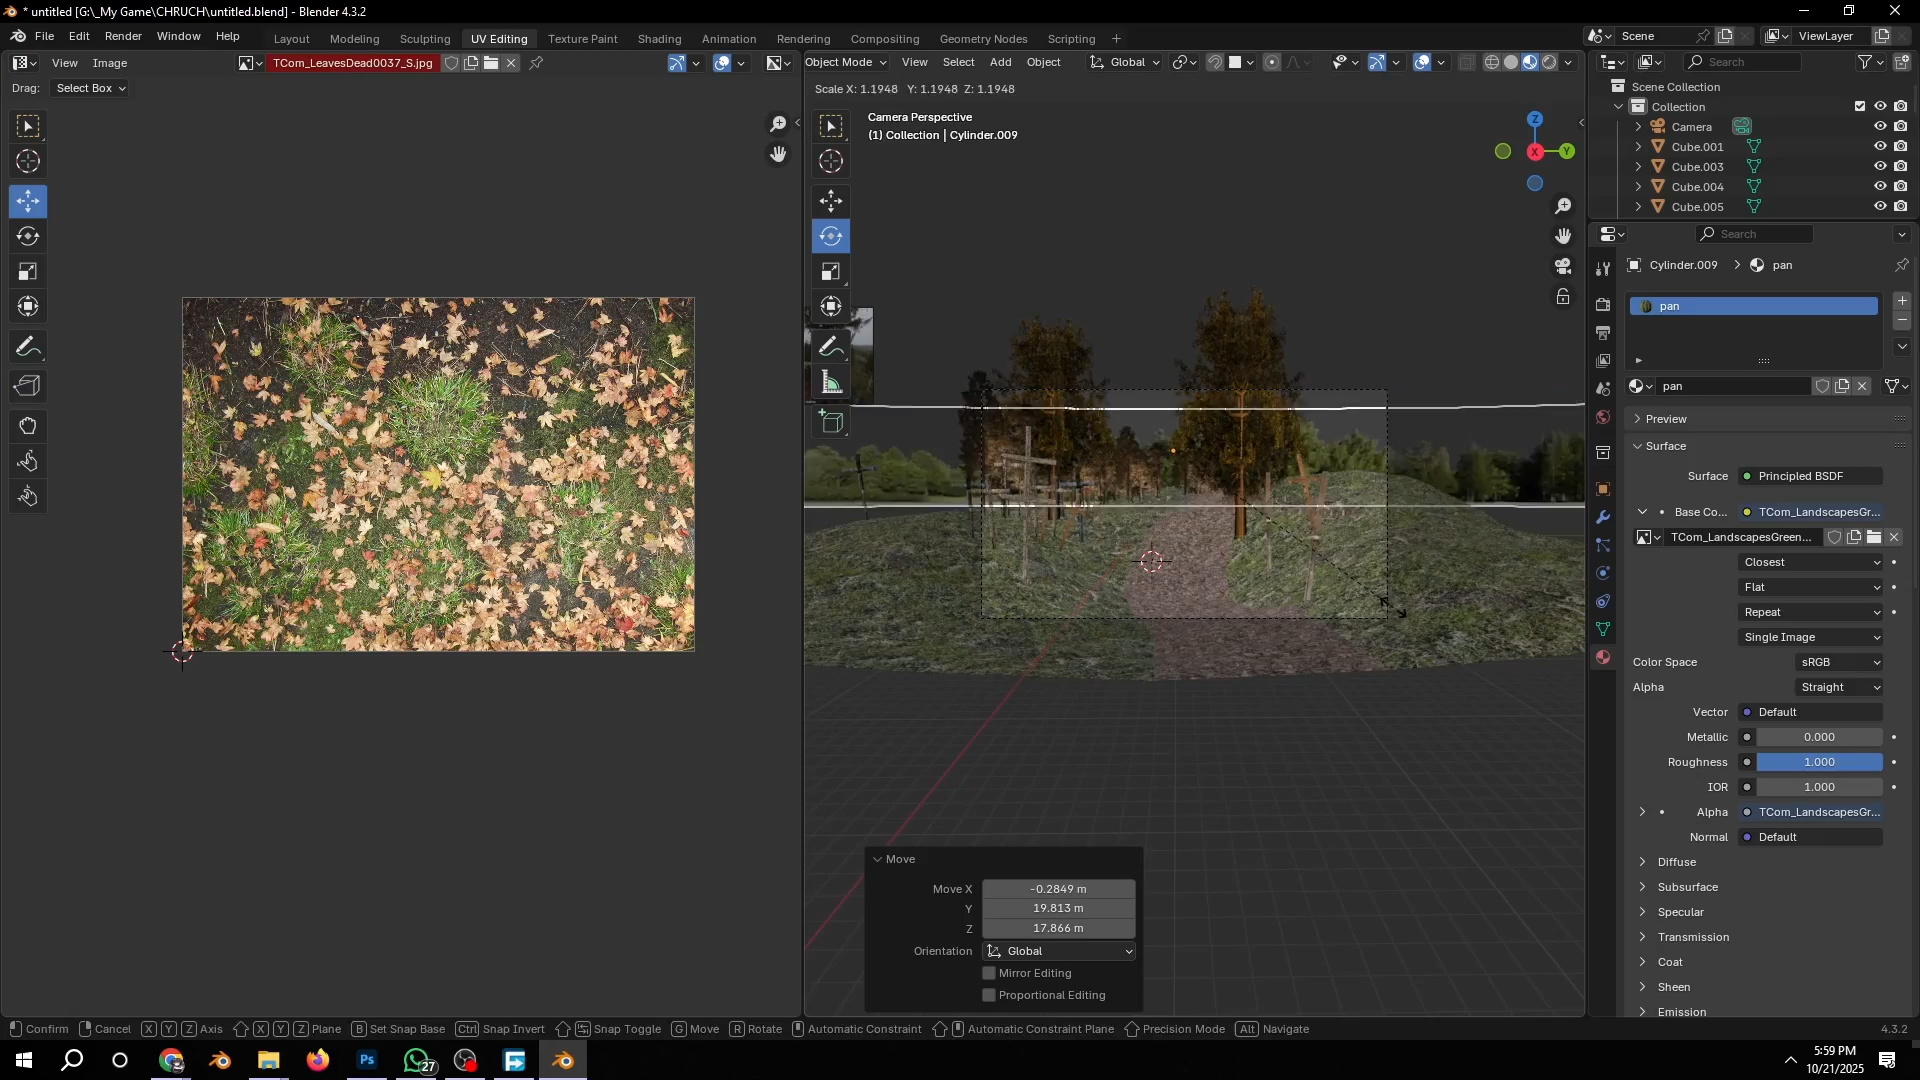 * untitled [G:\_My Game\CHRUCH\untitled.blend] - Blender 4.3.2
File Edit Render Window Help
Layout Modeling Sculpting UV Editing Texture Paint Shading Animation Rendering Compositing Geometry Nodes Scripting +
Scene
ViewLayer
View Image
TCom_LeavesDead0037_S.jpg
Object Mode View Select Add Object
Global
Search
Drag: Select Box
Scale X: 1.1948 Y: 1.1948 Z: 1.1948
Camera Perspective
(1) Collection | Cylinder.009
Z
X
Y
Scene Collection
Collection
Camera
Cube.001
Cube.003
Cube.004
Cube.005
Search
Cylinder.009 > pan
pan
pan
Preview
Surface
Surface Principled BSDF
Base Co... TCom_LandscapesGr...
TCom_LandscapesGreen...
Closest
Flat
Repeat
Single Image
Color Space sRGB
Alpha Straight
Vector Default
Metallic 0.000
Roughness 1.000
IOR 1.000
Alpha TCom_LandscapesGr...
Normal Default
Diffuse
Subsurface
Specular
Transmission
Coat
Sheen
Emission
Move
Move X -0.2849 m
Y 19.813 m
Z 17.866 m
Orientation Global
Mirror Editing
Proportional Editing
Confirm Cancel X Y Z Axis X Y Z Plane B Set Snap Base Ctrl Snap Invert Snap Toggle G Move R Rotate Automatic Constraint Automatic Constraint Plane Precision Mode Alt Navigate
4.3.2
Ps
27
5:59 PM
10/21/2025